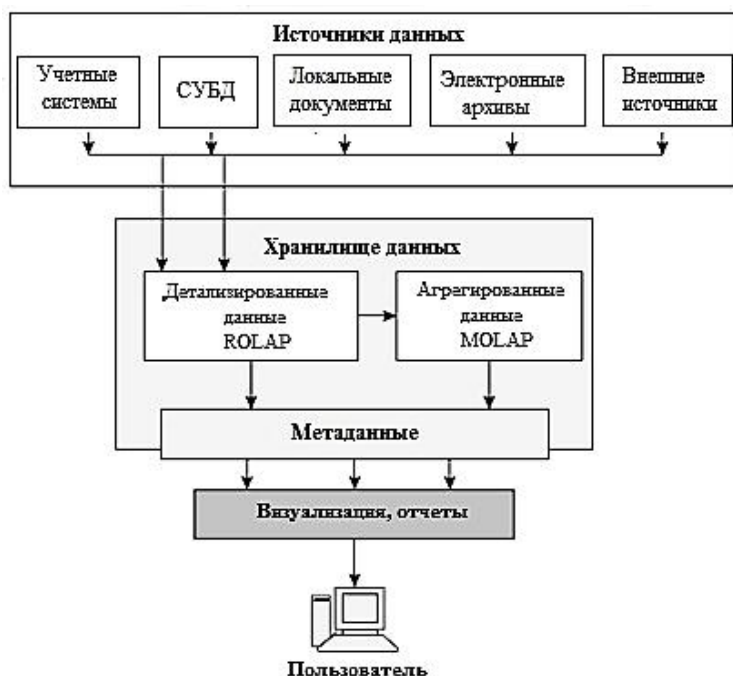 Источники данных
Учетные
системы
СУБД
Локальные
документы
Электронные
архивы
Внешние
источники
Хранилище данных
Детализированные
данные
ROLAP
Агрегированные
данные
MOLAP
Метаданные
Визуализация, отчеты
Пользователь